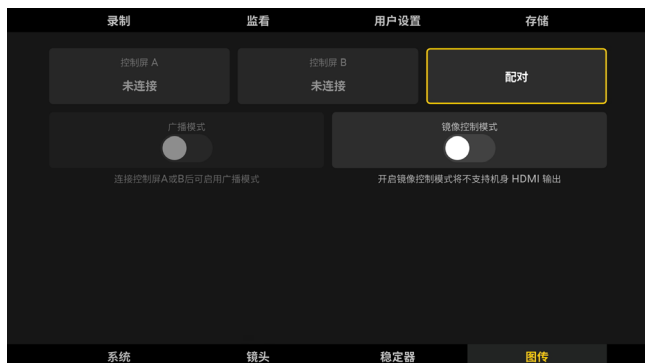 录制 监看 用户设置 存储
控制屏 A 控制屏 B
未连接 未连接 配对
广播模式 镜像控制模式
连接控制屏A或B后可启用广播模式 开启镜像控制模式将不支持机身 HDMI 输出
系统 镜头 稳定器 图传